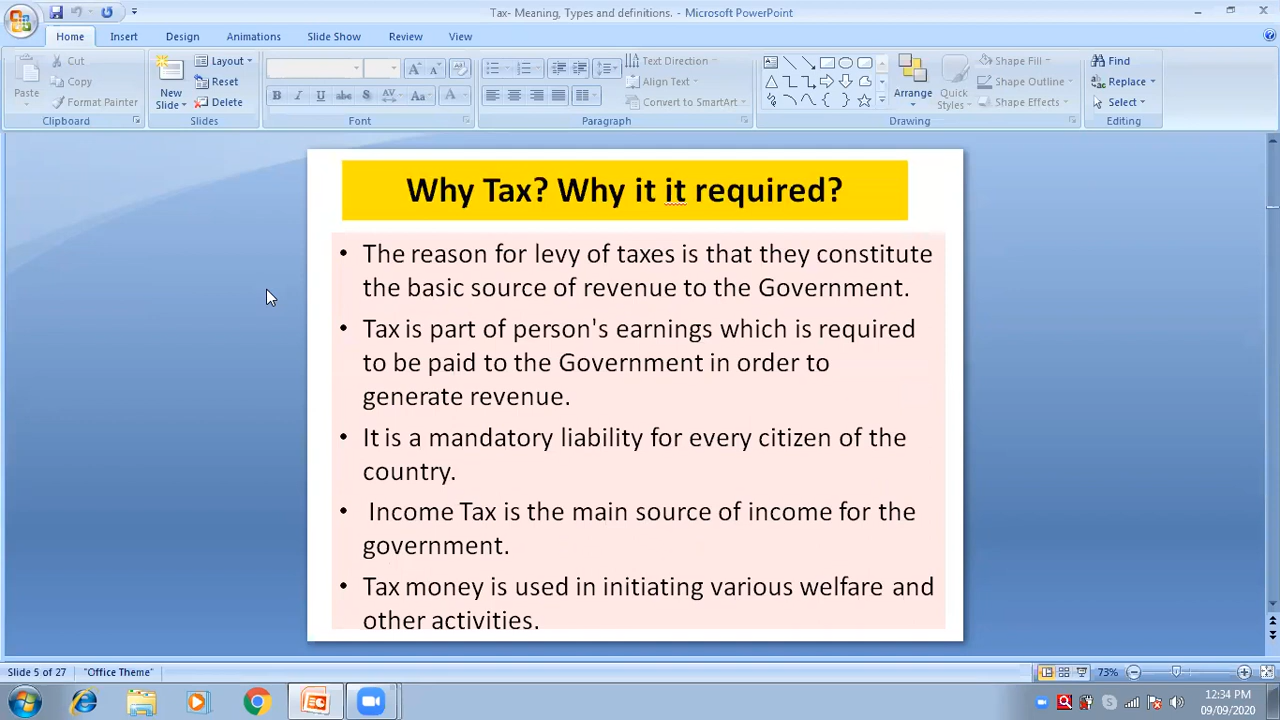 Tax- Meaning, Types and definitions. - Microsoft PowerPoint
Home Insert Design Animations Slide Show Review View
Paste
Cut
Copy
Format Painter
Clipboard
New Slide
Layout
Reset
Delete
Slides
B I U abc S AV Aa A
Font
Text Direction
Align Text
Convert to SmartArt
Paragraph
Arrange
Quick Styles
Shape Fill
Shape Outline
Shape Effects
Drawing
Find
Replace
Select
Editing
Why Tax? Why it it required?
• The reason for levy of taxes is that they constitute
the basic source of revenue to the Government.
• Tax is part of person's earnings which is required
to be paid to the Government in order to
generate revenue.
• It is a mandatory liability for every citizen of the
country.
• Income Tax is the main source of income for the
government.
• Tax money is used in initiating various welfare and
other activities.
Slide 5 of 27 "Office Theme" 73%
12:34 PM
09/09/2020